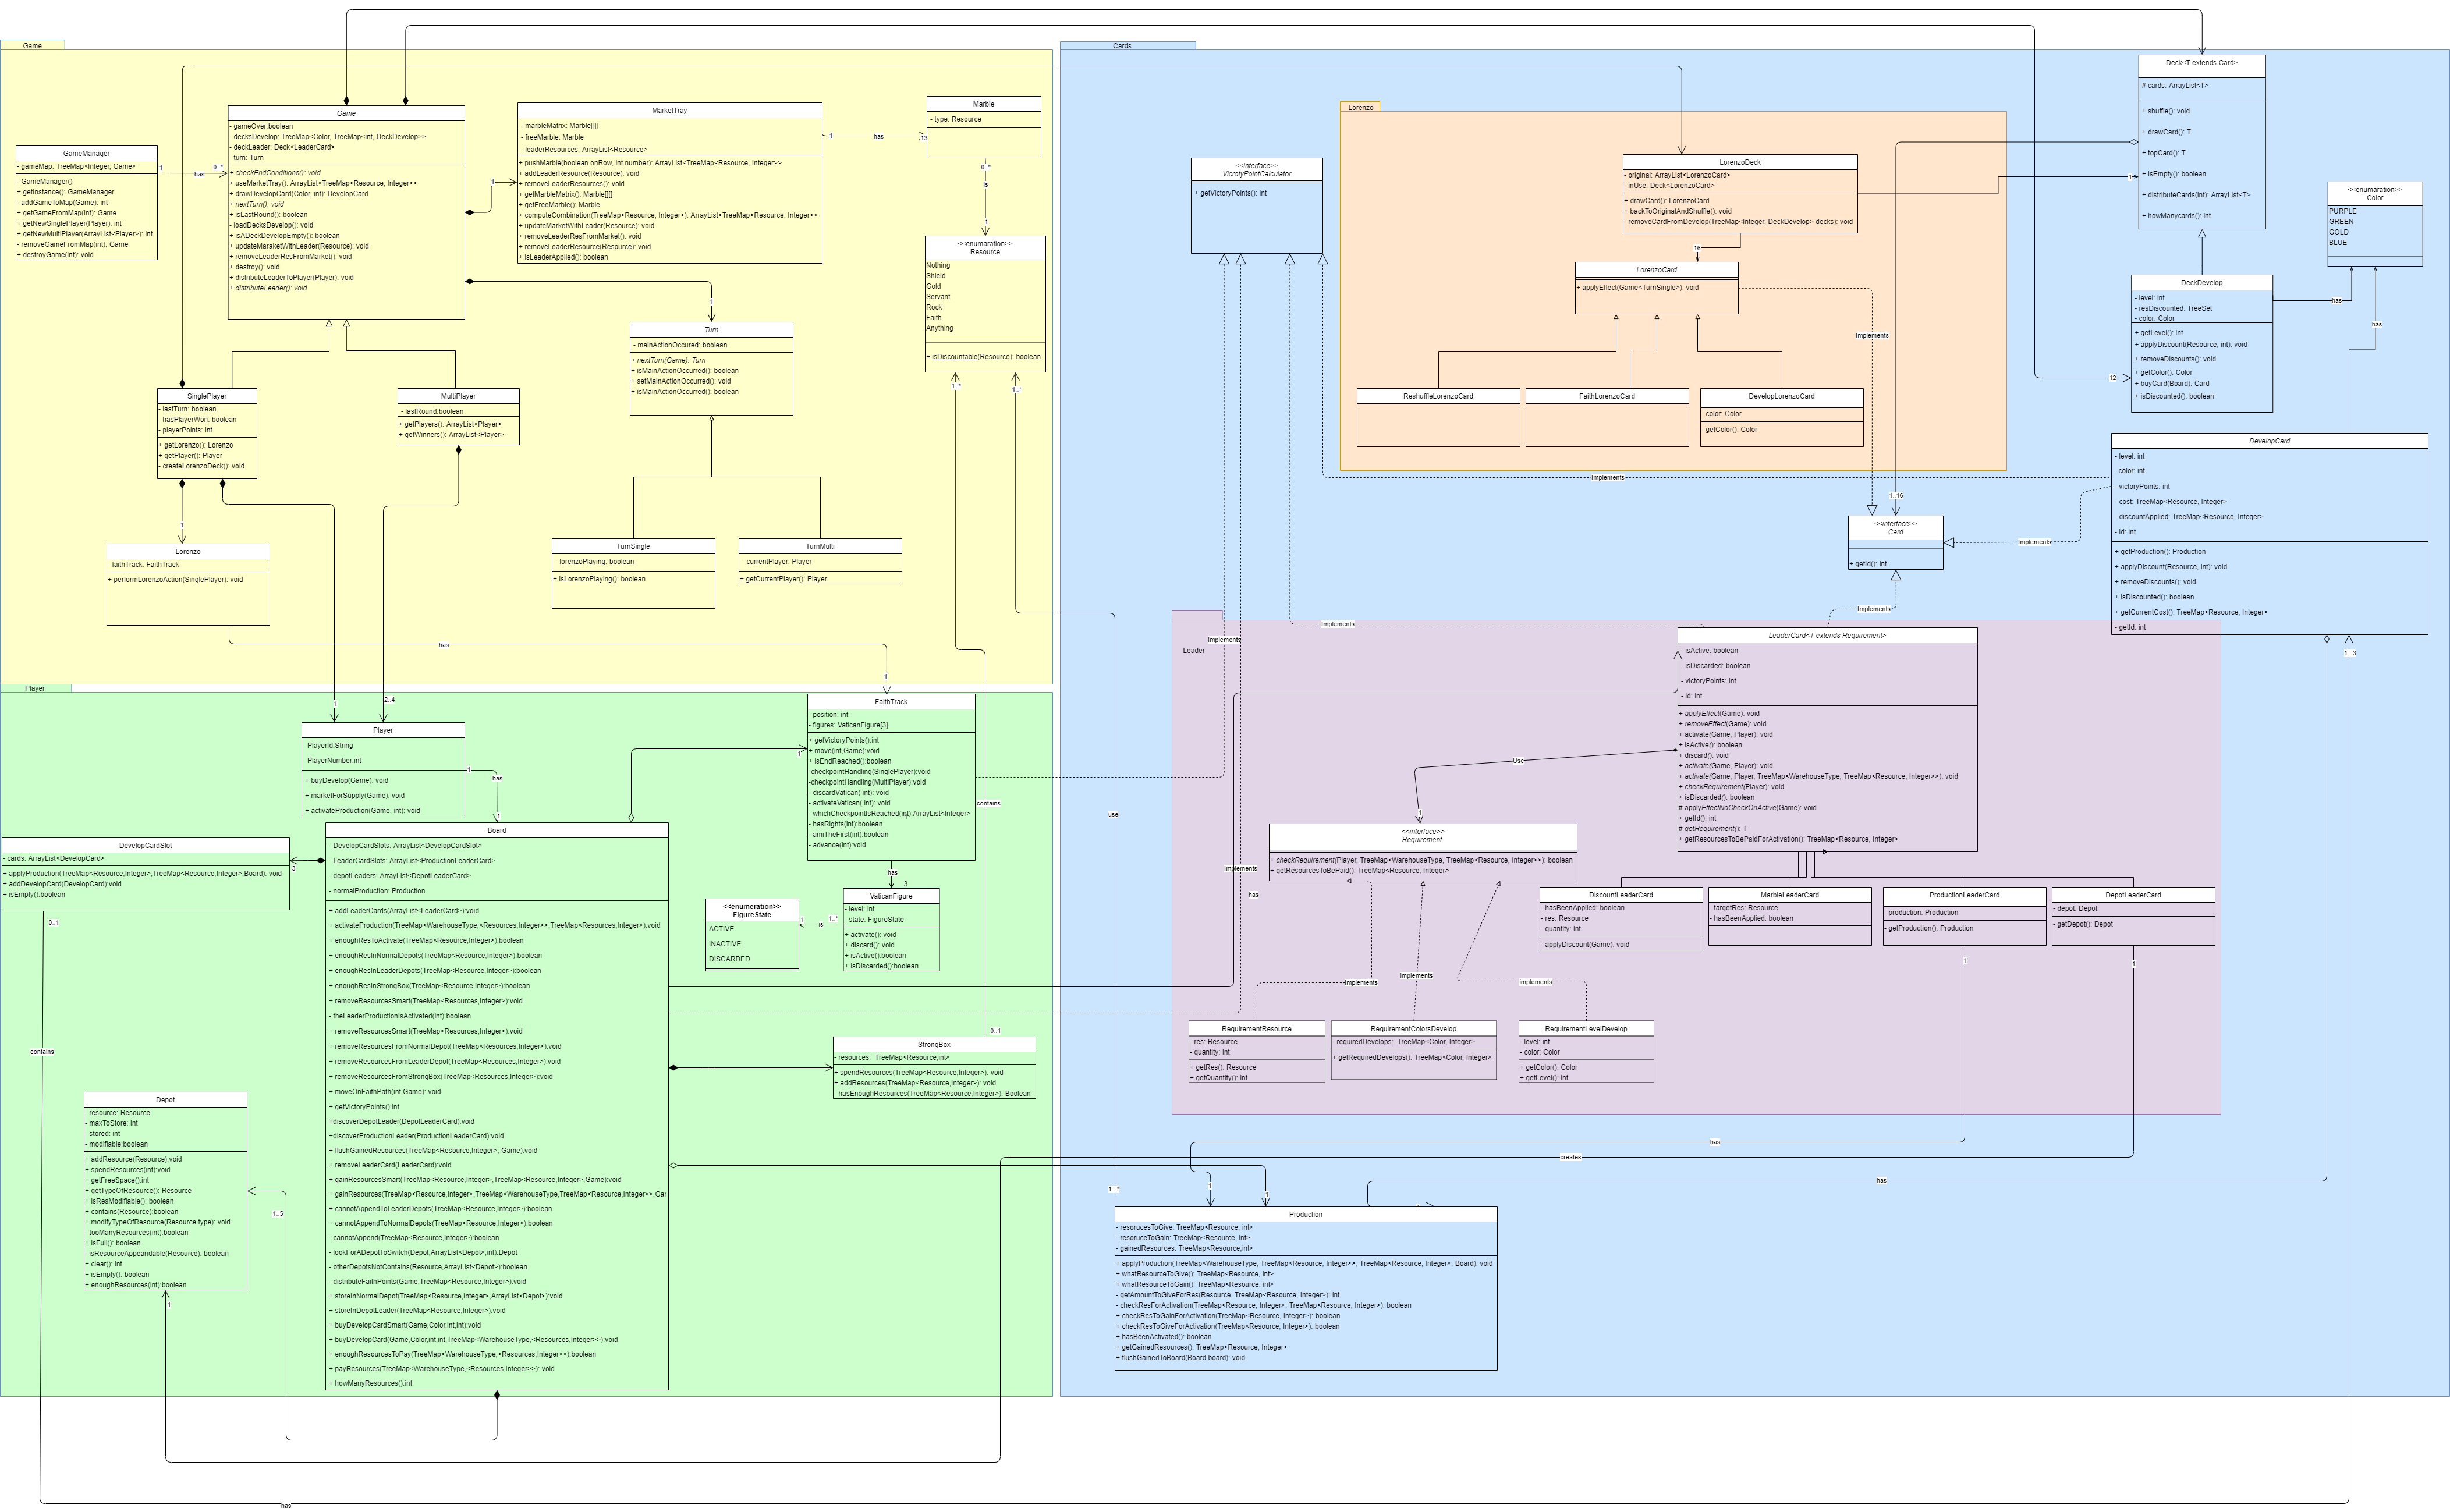 Game
GameManager
- gameMap: TreeMap<Integer, Game>
- GameManager()
+ getInstance(): GameManager
- addGameToMap(Game): int
+ getGameFromMap(int): Game
+ getNewSinglePlayer(Player): int
+ getNewMultiPlayer(ArrayList<Player>): int
- removeGameFromMap(int): Game
+ destroyGame(int): void
1
has
0..*
Game
- gameOver:boolean
- decksDevelop: TreeMap<Color, TreeMap<int, DeckDevelop>>
- deckLeader: Deck<LeaderCard>
- turn: Turn
+ checkEndConditions(): void
+ useMarketTray(): ArrayList<TreeMap<Resource, Integer>>
+ drawDevelopCard(Color, int): DevelopCard
+ nextTurn(): void
+ isLastRound(): boolean
- loadDecksDevelop(): void
+ isADeckDevelopEmpty(): boolean
+ updateMaraketWithLeader(Resource): void
+ removeLeaderResFromMarket(): void
+ destroy(): void
+ distributeLeaderToPlayer(Player): void
+ distributeLeader(): void
1
MarketTray
- marbleMatrix: Marble[][]
- freeMarble: Marble
- leaderResources: ArrayList<Resource>
+ pushMarble(boolean onRow, int number): ArrayList<TreeMap<Resource, Integer>>
+ addLeaderResource(Resource): void
+ removeLeaderResources(): void
+ getMarbleMatrix(): Marble[][]
+ getFreeMarble(): Marble
+ computeCombination(TreeMap<Resource, Integer>): ArrayList<TreeMap<Resource, Integer>>
+ updateMarketWithLeader(Resource): void
+ removeLeaderResFromMarket(): void
+ removeLeaderResource(Resource): void
+ isLeaderApplied(): boolean
1
has
13
Marble
- type: Resource
0..*
is
1
<<enumaration>>
Resource
Nothing
Shield
Gold
Servant
Rock
Faith
Anything
+ isDiscountable(Resource): boolean
1..*
1..*
1
Turn
- mainActionOccured: boolean
+ nextTurn(Game): Turn
+ isMainActionOccurred(): boolean
+ setMainActionOccurred(): void
+ isMainActionOccurred(): boolean
SinglePlayer
- lastTurn: boolean
- hasPlayerWon: boolean
- playerPoints: int
+ getLorenzo(): Lorenzo
+ getPlayer(): Player
- createLorenzoDeck(): void
MultiPlayer
- lastRound:boolean
+ getPlayers(): ArrayList<Player>
+ getWinners(): ArrayList<Player>
1
Lorenzo
- faithTrack: FaithTrack
+ performLorenzoAction(SinglePlayer): void
TurnSingle
- lorenzoPlaying: boolean
+ isLorenzoPlaying(): boolean
TurnMulti
- currentPlayer: Player
+ getCurrentPlayer(): Player
has
1
1
2..4
Player
Player
-PlayerId:String
-PlayerNumber:int
+ buyDevelop(Game): void
+ marketForSupply(Game): void
+ activateProduction(Game, int): void
1
has
1
FaithTrack
- position: int
- figures: VaticanFigure[3]
+ getVictoryPoints():int
+ move(int,Game):void
+ isEndReached():boolean
-checkpointHandling(SinglePlayer):void
-checkpointHandling(MultiPlayer):void
- discardVatican( int): void
- activateVatican( int): void
- whichCheckpointIsReached(int):ArrayList<Integer>
- hasRights(int):boolean
- amiTheFirst(int):boolean
- advance(int):void
1
has
3
VaticanFigure
- level: int
- state: FigureState
+ activate(): void
+ discard(): void
+ isActive():boolean
+ isDiscarded():boolean
1..*
is
1
<<enumeration>>
FigureState
ACTIVE
INACTIVE
DISCARDED
DevelopCardSlot
- cards: ArrayList<DevelopCard>
+ applyProduction(TreeMap<Resource,Integer>,TreeMap<Resource,Integer>,Board): void
+ addDevelopCard(DevelopCard):void
+ isEmpty():boolean
3
0..1
contains
Board
- DevelopCardSlots: ArrayList<DevelopCardSlot>
- LeaderCardSlots: ArrayList<ProductionLeaderCard>
- depotLeaders: ArrayList<DepotLeaderCard>
- normalProduction: Production
+ addLeaderCards(ArrayList<LeaderCard>):void
+ activateProduction(TreeMap<WarehouseType,<Resources,Integer>>,TreeMap<Resources,Integer>):void
+ enoughResToActivate(TreeMap<Resource,Integer>):boolean
+ enoughResInNormalDepots(TreeMap<Resource,Integer>):boolean
+ enoughResInLeaderDepots(TreeMap<Resource,Integer>):boolean
+ enoughResInStrongBox(TreeMap<Resource,Integer>):boolean
+ removeResourcesSmart(TreeMap<Resources,Integer>):void
- theLeaderProductionIsActivated(int):boolean
+ removeResourcesSmart(TreeMap<Resources,Integer>):void
+ removeResourcesFromNormalDepot(TreeMap<Resources,Integer>):void
+ removeResourcesFromLeaderDepot(TreeMap<Resources,Integer>):void
+ removeResourcesFromStrongBox(TreeMap<Resources,Integer>):void
+ moveOnFaithPath(int,Game): void
+ getVictoryPoints():int
+discoverDepotLeader(DepotLeaderCard):void
+discoverProductionLeader(ProductionLeaderCard):void
+ flushGainedResources(TreeMap<Resource,Integer>, Game):void
+ removeLeaderCard(LeaderCard):void
+ gainResourcesSmart(TreeMap<Resource,Integer>,TreeMap<Resource,Integer>,Game):void
+ gainResources(TreeMap<Resource,Integer>,TreeMap<WarehouseType,TreeMap<Resource,Integer>>,Gar
+ cannotAppendToLeaderDepots(TreeMap<Resource,Integer>):boolean
+ cannotAppendToNormalDepots(TreeMap<Resource,Integer>):boolean
- cannotAppend(TreeMap<Resource,Integer>):boolean
- lookForADepotToSwitch(Depot,ArrayList<Depot>,int):Depot
- otherDepotsNotContains(Resource,ArrayList<Depot>):boolean
- distributeFaithPoints(Game,TreeMap<Resource,Integer>):void
+ storeInNormalDepot(TreeMap<Resource,Integer>,ArrayList<Depot>):void
+ storeInDepotLeader(TreeMap<Resource,Integer>):void
+ buyDevelopCardSmart(Game,Color,int,int):void
+ buyDevelopCard(Game,Color,int,int,TreeMap<WarehouseType,<Resources,Integer>>):void
+ enoughResourcesToPay(TreeMap<WarehouseType,<Resources,Integer>>):boolean
+ payResources(TreeMap<WarehouseType,<Resources,Integer>>): void
+ howManyResources():int
contains
0..1
StrongBox
- resources: TreeMap<Resource,int>
+ spendResources(TreeMap<Resource,Integer>): void
+ addResources(TreeMap<Resource,Integer>): void
- hasEnoughResources(TreeMap<Resource,Integer>): Boolean
Depot
- resource: Resource
- maxToStore: int
- stored: int
- modifiable:boolean
+ addResource(Resource):void
+ spendResources(int):void
+ getFreeSpace():int
+ getTypeOfResource(): Resource
+ isResModifiable(): boolean
+ contains(Resource):boolean
+ modifyTypeOfResource(Resource type): void
- tooManyResources(int):boolean
+ isFull(): boolean
- isResourceAppeandable(Resource): boolean
+ clear(): int
+ isEmpty(): boolean
+ enoughResources(int):boolean
1..5
1
has
Cards
<<interface>>
VicrotyPointCalculator
+ getVictoryPoints(): int
Lorenzo
LorenzoDeck
- original: ArrayList<LorenzoCard>
- inUse: Deck<LorenzoCard>
+ drawCard(): LorenzoCard
+ backToOriginalAndShuffle(): void
- removeCardFromDevelop(TreeMap<Integer, DeckDevelop> decks): void
16
LorenzoCard
+ applyEffect(Game<TurnSingle>): void
Implements
ReshuffleLorenzoCard
FaithLorenzoCard
DevelopLorenzoCard
- color: Color
- getColor(): Color
Deck<T extends Card>
# cards: ArrayList<T>
+ shuffle(): void
+ drawCard(): T
+ topCard(): T
+ isEmpty(): boolean
+ distributeCards(int): ArrayList<T>
+ howManycards(): int
1
<<enumaration>>
Color
PURPLE
GREEN
GOLD
BLUE
DeckDevelop
- level: int
- resDiscounted: TreeSet
- color: Color
+ getLevel(): int
+ applyDiscount(Resource, int): void
+ removeDiscounts(): void
+ getColor(): Color
+ buyCard(Board): Card
+ isDiscounted(): boolean
has
has
12
DevelopCard
- level: int
- color: int
- victoryPoints: int
- cost: TreeMap<Resource, Integer>
- discountApplied: TreeMap<Resource, Integer>
- id: int
+ getProduction(): Production
+ applyDiscount(Resource, int): void
+ removeDiscounts(): void
+ isDiscounted(): boolean
+ getCurrentCost(): TreeMap<Resource, Integer>
- getId: int
Implements
1..16
<<interface>>
Card
+ getId(): int
Implements
Implements
Implements
Implements
1...3
Leader
LeaderCard<T extends Requirement>
- isActive: boolean
- isDiscarded: boolean
- victoryPoints: int
- id: int
+ applyEffect(Game): void
+ removeEffect(Game): void
+ activate(Game, Player): void
+ isActive(): boolean
+ discard(): void
+ activate(Game, Player): void
+ activate(Game, Player, TreeMap<WarehouseType, TreeMap<Resource, Integer>>): void
+ checkRequirement(Player): void
+ isDiscarded(): boolean
# applyEffectNoCheckOnActive(Game): void
+ getId(): int
# getRequirement(): T
+ getResourcesToBePaidForActivation(): TreeMap<Resource, Integer>
Use
1
<<interface>>
Requirement
+ checkRequirement(Player, TreeMap<WarehouseType, TreeMap<Resource, Integer>>): boolean
+ getResourcesToBePaid(): TreeMap<Resource, Integer>
use
Implements
has
DiscountLeaderCard
- hasBeenApplied: boolean
- res: Resource
- quantity: int
- applyDiscount(Game): void
MarbleLeaderCard
- targetRes: Resource
- hasBeenApplied: boolean
ProductionLeaderCard
- production: Production
- getProduction(): Production
DepotLeaderCard
- depot: Depot
- getDepot(): Depot
1
1
Implements
implements
Implements
RequirementResource
- res: Resource
- quantity: int
+ getRes(): Resource
+ getQuantity(): int
RequirementColorsDevelop
- requiredDevelops: TreeMap<Color, Integer>
+ getRequiredDevelops(): TreeMap<Color, Integer>
RequirementLevelDevelop
- level: int
- color: Color
+ getColor(): Color
+ getLevel(): int
has
creates
has
1..*
1
1
Production
- resorucesToGive: TreeMap<Resource, int>
- resoruceToGain: TreeMap<Resource, int>
- gainedResources: TreeMap<Resource,int>
+ applyProduction(TreeMap<WarehouseType, TreeMap<Resource, Integer>>, TreeMap<Resource, Integer>, Board): void
+ whatResourceToGive(): TreeMap<Resource, int>
+ whatResourceToGain(): TreeMap<Resource, int>
- getAmountToGiveForRes(Resource, TreeMap<Resource, Integer>): int
- checkResForActivation(TreeMap<Resource, Integer>, TreeMap<Resource, Integer>): boolean
+ checkResToGainForActivation(TreeMap<Resource, Integer>): boolean
+ checkResToGiveForActivation(TreeMap<Resource, Integer>): boolean
+ hasBeenActivated(): boolean
+ getGainedResources(): TreeMap<Resource, Integer>
+ flushGainedToBoard(Board board): void